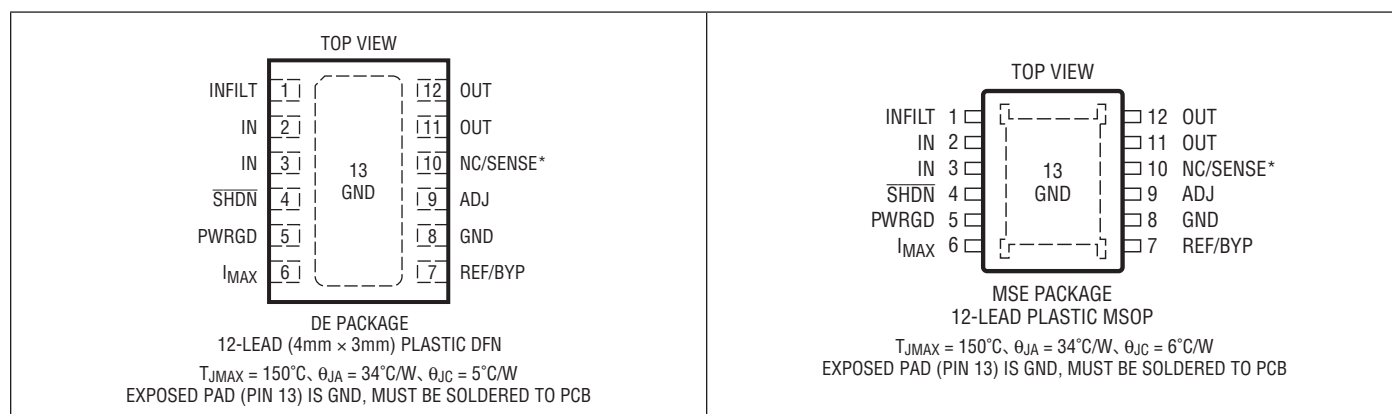 TOP VIEW
INFILT 1 12 OUT
IN 2 11 OUT
IN 3 10 NC/SENSE*
SHDN 4 9 ADJ
PWRGD 5 8 GND
IMAX 6 7 REF/BYP
13
GND
DE PACKAGE
12-LEAD (4mm × 3mm) PLASTIC DFN
TJMAX = 150°C、θJA = 34°C/W、θJC = 5°C/W
EXPOSED PAD (PIN 13) IS GND, MUST BE SOLDERED TO PCB
TOP VIEW
INFILT 1 12 OUT
IN 2 11 OUT
IN 3 10 NC/SENSE*
SHDN 4 9 ADJ
PWRGD 5 8 GND
IMAX 6 7 REF/BYP
13
GND
MSE PACKAGE
12-LEAD PLASTIC MSOP
TJMAX = 150°C、θJA = 34°C/W、θJC = 6°C/W
EXPOSED PAD (PIN 13) IS GND, MUST BE SOLDERED TO PCB